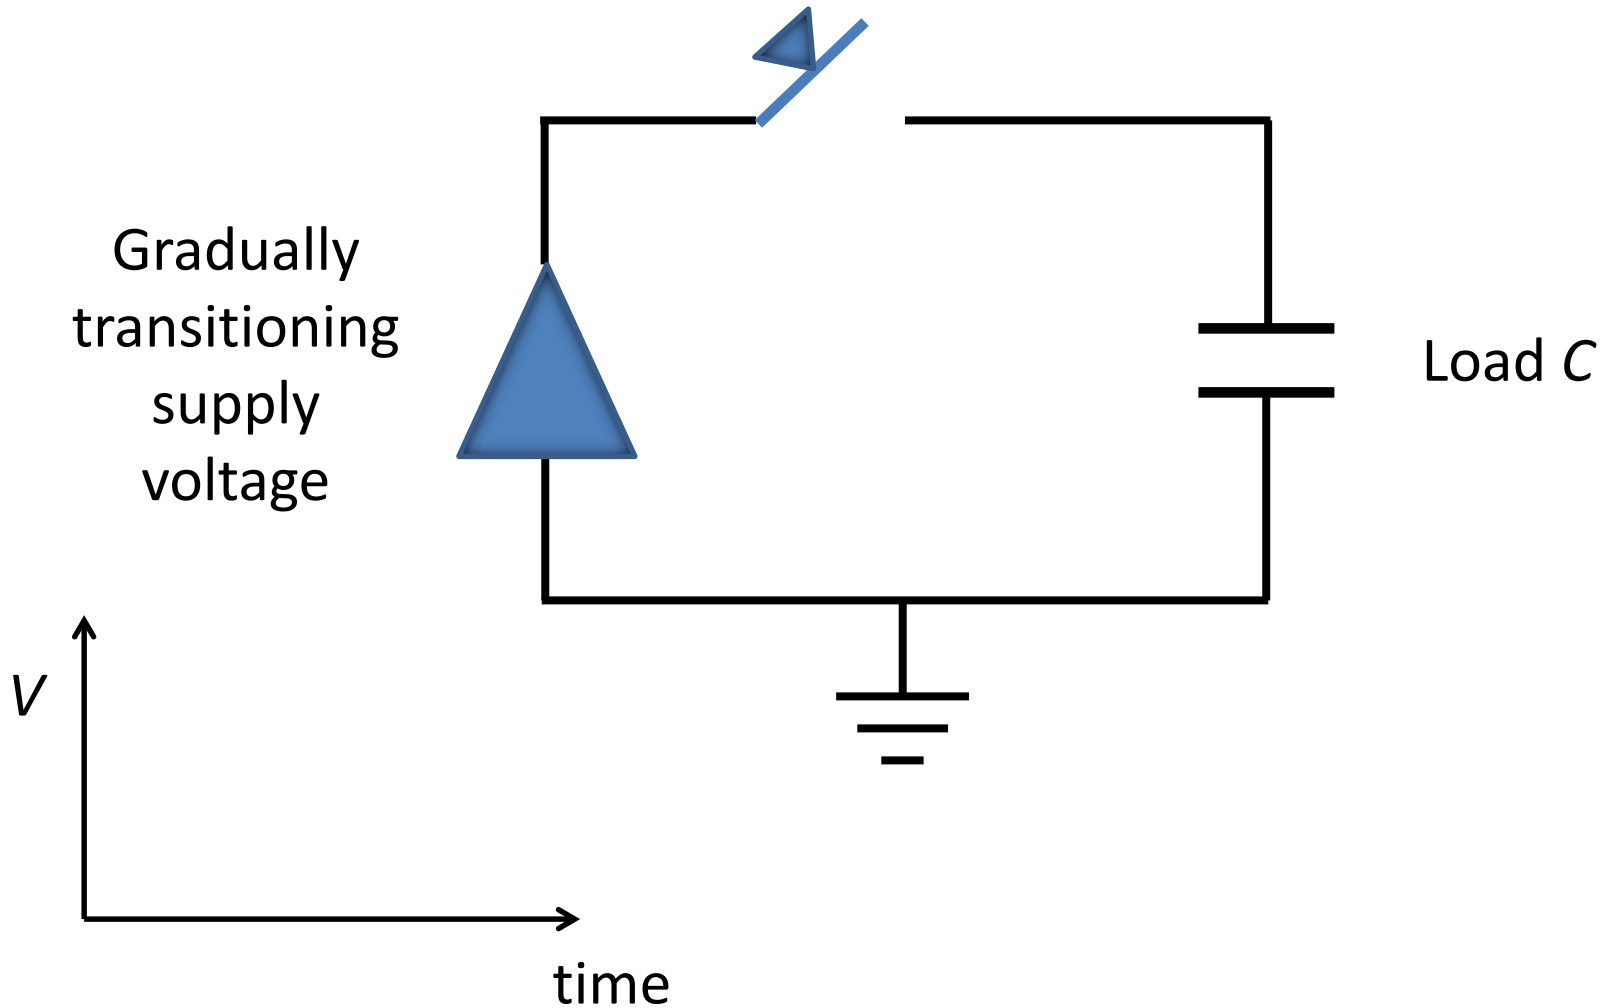 Gradually
transitioning
supply
voltage
Load C
V
time